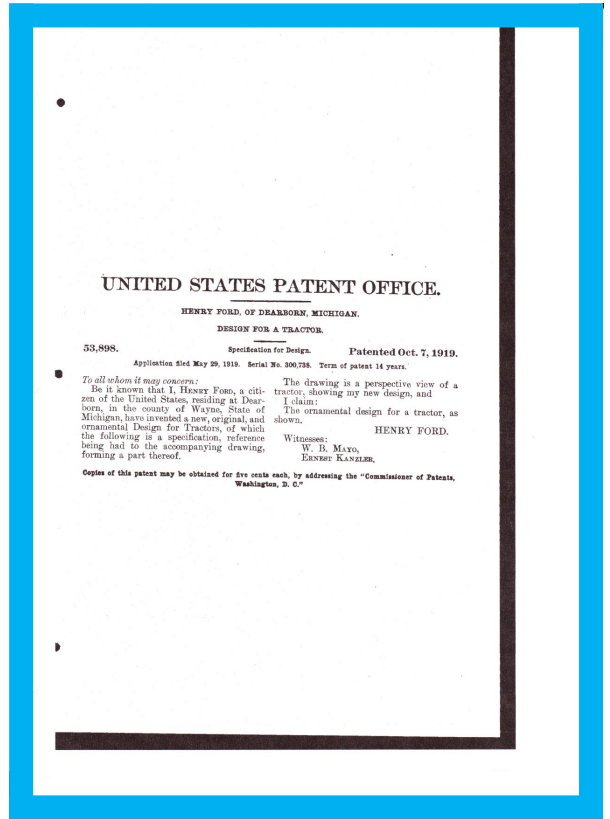 UNITED STATES PATENT OFFICE.
HENRY FORD, OF DEARBORN, MICHIGAN.
DESIGN FOR A TRACTOR.
53,898. Specification for Design. Patented Oct. 7, 1919.
Application filed May 29, 1919. Serial No. 300,738. Term of patent 14 years.
To all whom it may concern:
Be it known that I, HENRY FORD, a citi-
zen of the United States, residing at Dear-
born, in the county of Wayne, State of
Michigan, have invented a new, original, and
ornamental Design for Tractors, of which
the following is a specification, reference
being had to the accompanying drawing,
forming a part thereof.
The drawing is a perspective view of a
tractor, showing my new design, and
I claim:
The ornamental design for a tractor, as
shown.
HENRY FORD.
Witnesses:
W. B. MAYO,
ERNEST KANZLER.
Copies of this patent may be obtained for five cents each, by addressing the "Commissioner of Patents,
Washington, D. C."